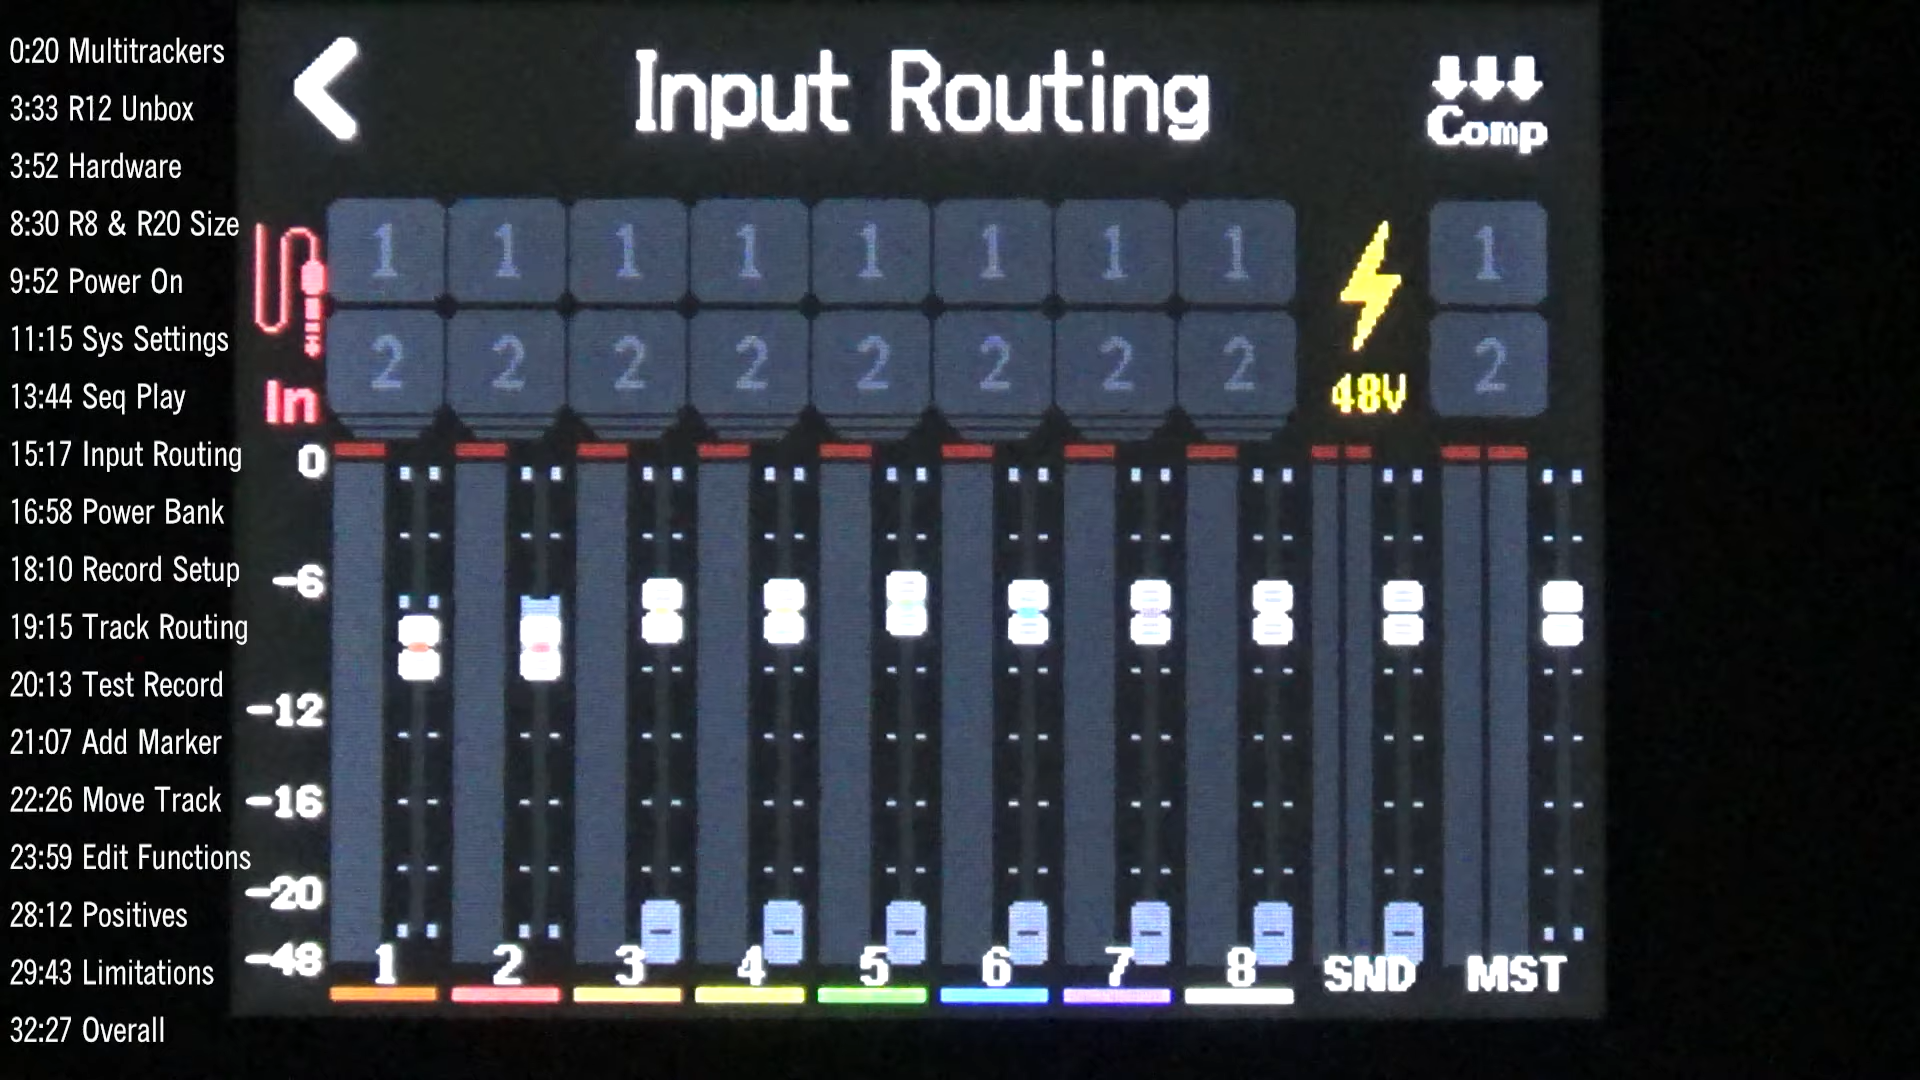 0:20 Multitrackers
3:33 R12 Unbox
3:52 Hardware
8:30 R8 & R20 Size
9:52 Power On
11:15 Sys Settings
13:44 Seq Play
15:17 Input Routing
16:58 Power Bank
18:10 Record Setup
19:15 Track Routing
20:13 Test Record
21:07 Add Marker
22:26 Move Track
23:59 Edit Functions
28:12 Positives
29:43 Limitations
32:27 Overall
Input Routing
Comp
1 1 1 1 1 1 1 1 1
2 2 2 2 2 2 2 2 2
In
48V
0
-6
-12
-16
-20
-48
1 2 3 4 5 6 7 8 SND MST